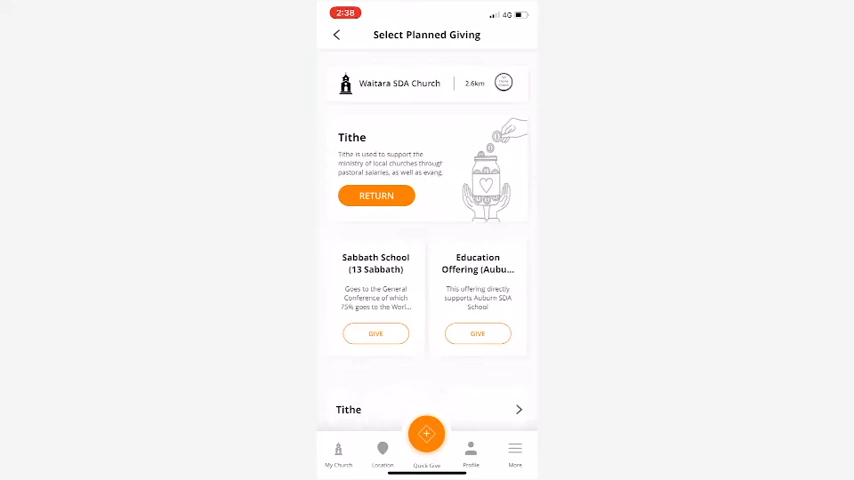 2:38
4G
Select Planned Giving
Waitara SDA Church
2.6km
Tithe
Tithe is used to support the
ministry of local churches through
pastoral salaries, as well as evang.
RETURN
Sabbath School
(13 Sabbath)
Goes to the General
Conference of which
75% goes to the Worl...
GIVE
Education
Offering (Aubu...
This offering directly
supports Auburn SDA
School
GIVE
Tithe
My Church
Location
Quick Give
Profile
More